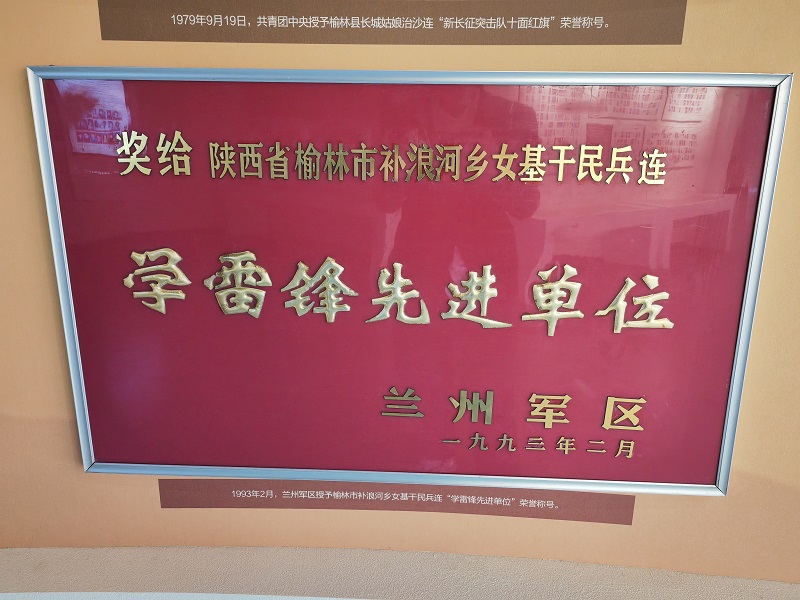 1979年9月19日，共青团中央授予榆林县长城姑娘治沙连“新长征突击队十面红旗”荣誉称号。
奖给 陕西省榆林市补浪河乡女基干民兵连
学雷锋先进单位
兰州军区
一九九三年二月
1993年2月，兰州军区授予榆林市补浪河乡女基干民兵连“学雷锋先进单位”荣誉称号。